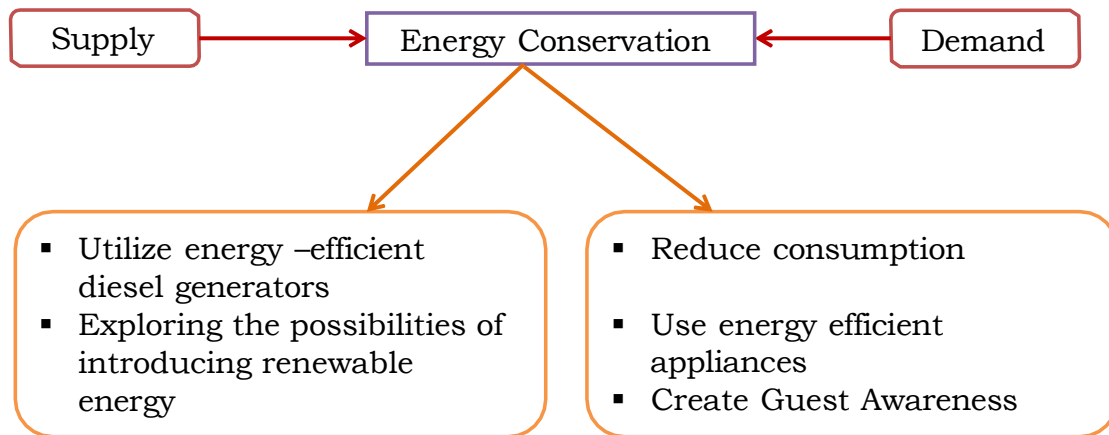 Supply
Energy Conservation
Demand
▪ Utilize energy –efficient
diesel generators
▪ Exploring the possibilities of
introducing renewable
energy
▪ Reduce consumption
▪ Use energy efficient
appliances
▪ Create Guest Awareness